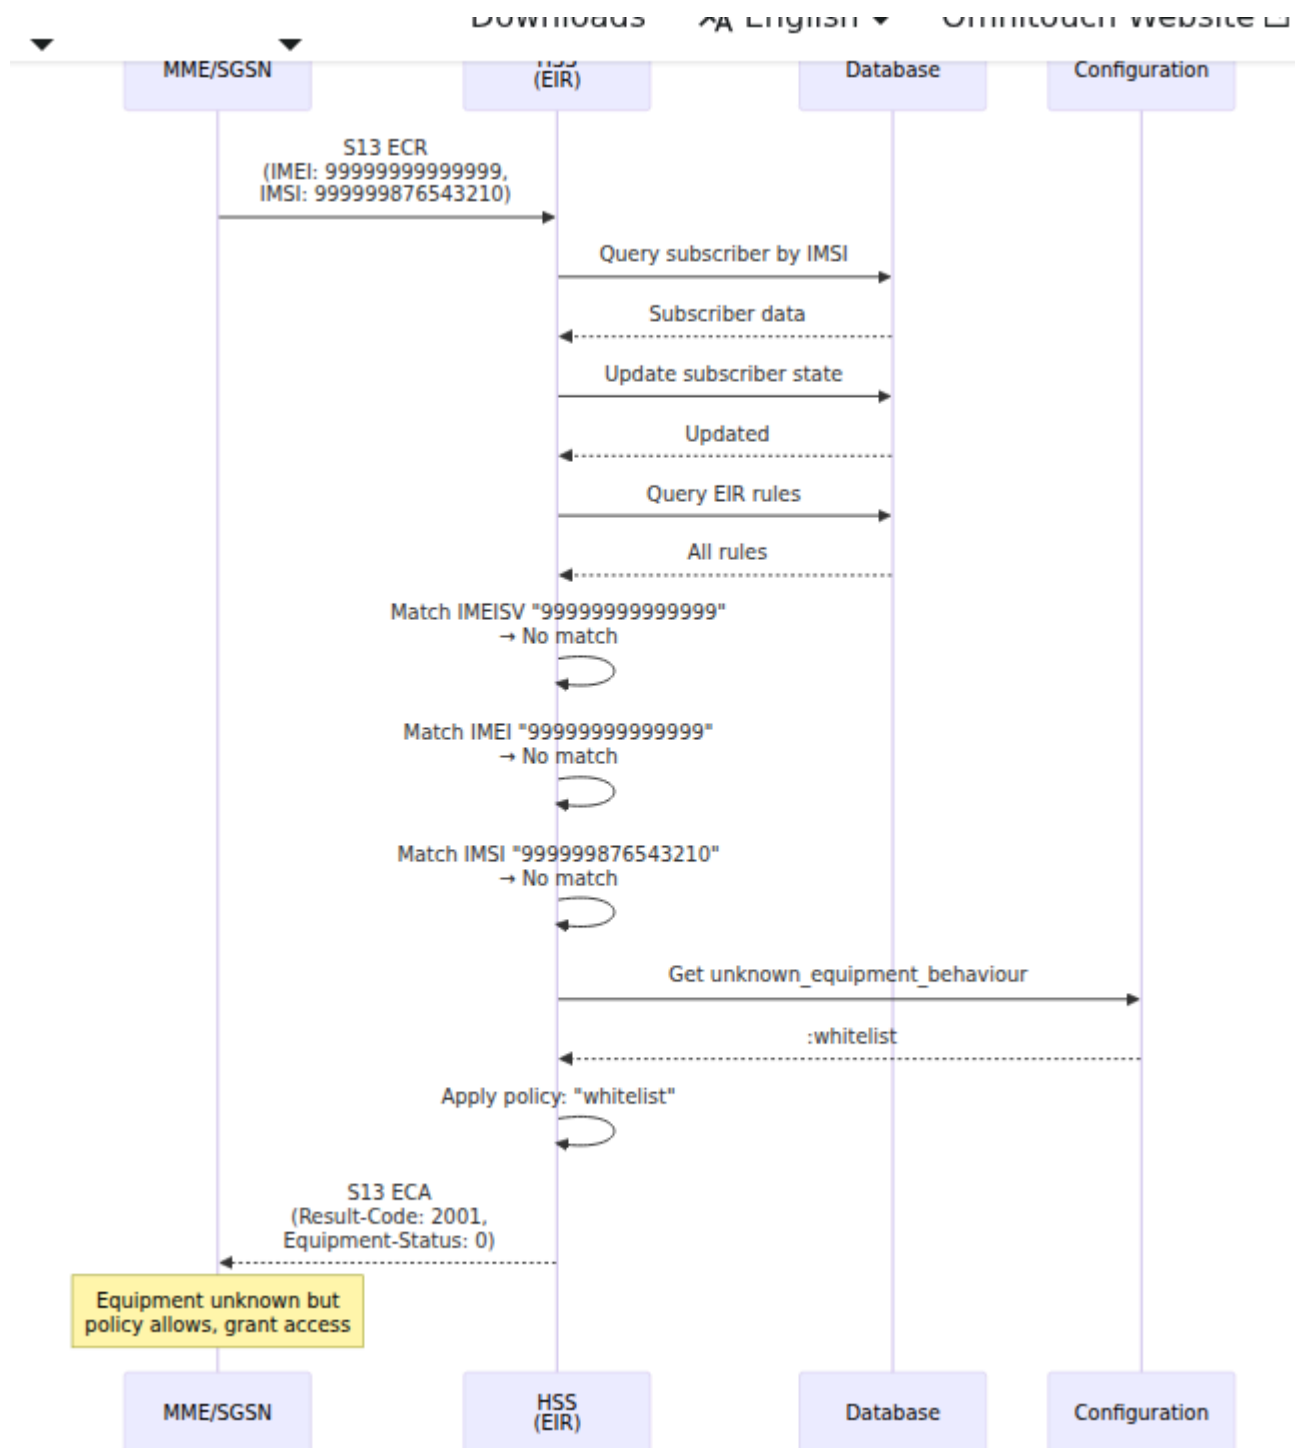 Downloads
English
Omnitouch Website
MME/SGSN
HSS
(EIR)
Database
Configuration
S13 ECR
(IMEI: 99999999999999,
IMSI: 999999876543210)
Query subscriber by IMSI
Subscriber data
Update subscriber state
Updated
Query EIR rules
All rules
Match IMEISV "99999999999999"
→ No match
Match IMEI "99999999999999"
→ No match
Match IMSI "999999876543210"
→ No match
Get unknown_equipment_behaviour
:whitelist
Apply policy: "whitelist"
S13 ECA
(Result-Code: 2001,
Equipment-Status: 0)
Equipment unknown but
policy allows, grant access
MME/SGSN
HSS
(EIR)
Database
Configuration